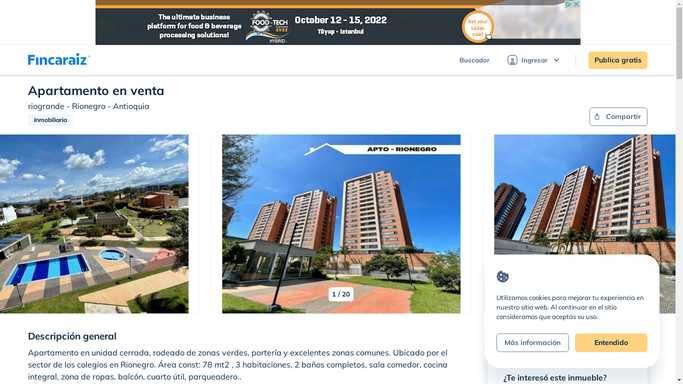 The ultimate business
platform for food & beverage
processing solutions!
FOOD-TECH
HYBRID
October 12 - 15, 2022
Tüyap - Istanbul
Fincaraiz
Buscador
Ingresar
Publica gratis
Apartamento en venta
riogrande - Rionegro - Antioquia
Inmobiliaria
Compartir
APTO - RIONEGRO
1 / 20
Utilizamos cookies para mejorar tu experiencia en
nuestro sitio web. Al continuar en el sitio
consideramos que aceptas su uso.
Más información
Entendido
Descripción general
Apartamento en unidad cerrada, rodeado de zonas verdes, portería y excelentes zonas comunes. Ubicado por el
sector de los colegios en Rionegro. Área const: 78 mt2 , 3 habitaciones, 2 baños completos, sala comedor, cocina
integral, zona de ropas, balcón, cuarto útil, parqueadero..
¿Te interesó este inmueble?